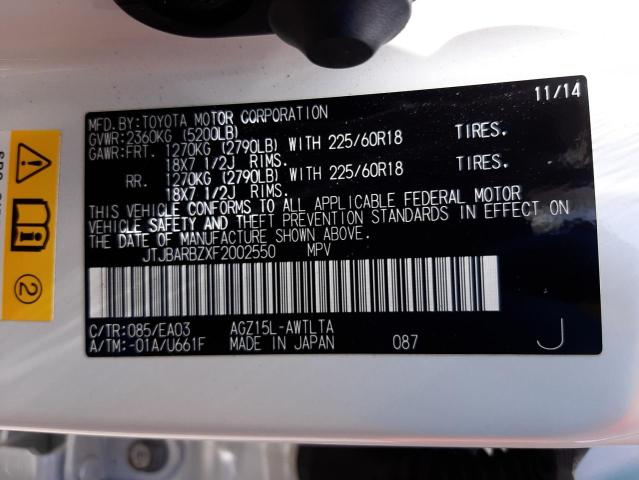 11/14
MFD.BY:TOYOTA MOTOR CORPORATION
GVWR:2360KG (5200LB)
GAWR:FRT. 1270KG (2790LB) WITH 225/60R18 TIRES.
18X7 1/2J RIMS.
RR. 1270KG (2790LB) WITH 225/60R18 TIRES.
18X7 1/2J RIMS.
THIS VEHICLE CONFORMS TO ALL APPLICABLE FEDERAL MOTOR
VEHICLE SAFETY AND THEFT PREVENTION STANDARDS IN EFFECT ON
THE DATE OF MANUFACTURE SHOWN ABOVE.
JTJBARBZXF2002550 MPV
C/TR:085/EA03 AGZ15L-AWTLTA
A/TM:-01A/U661F MADE IN JAPAN 087 J
2